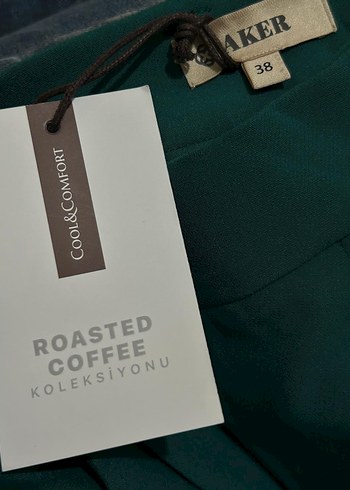 AKER
38
COOL&COMFORT
ROASTED
COFFEE
KOLEKSİYONU